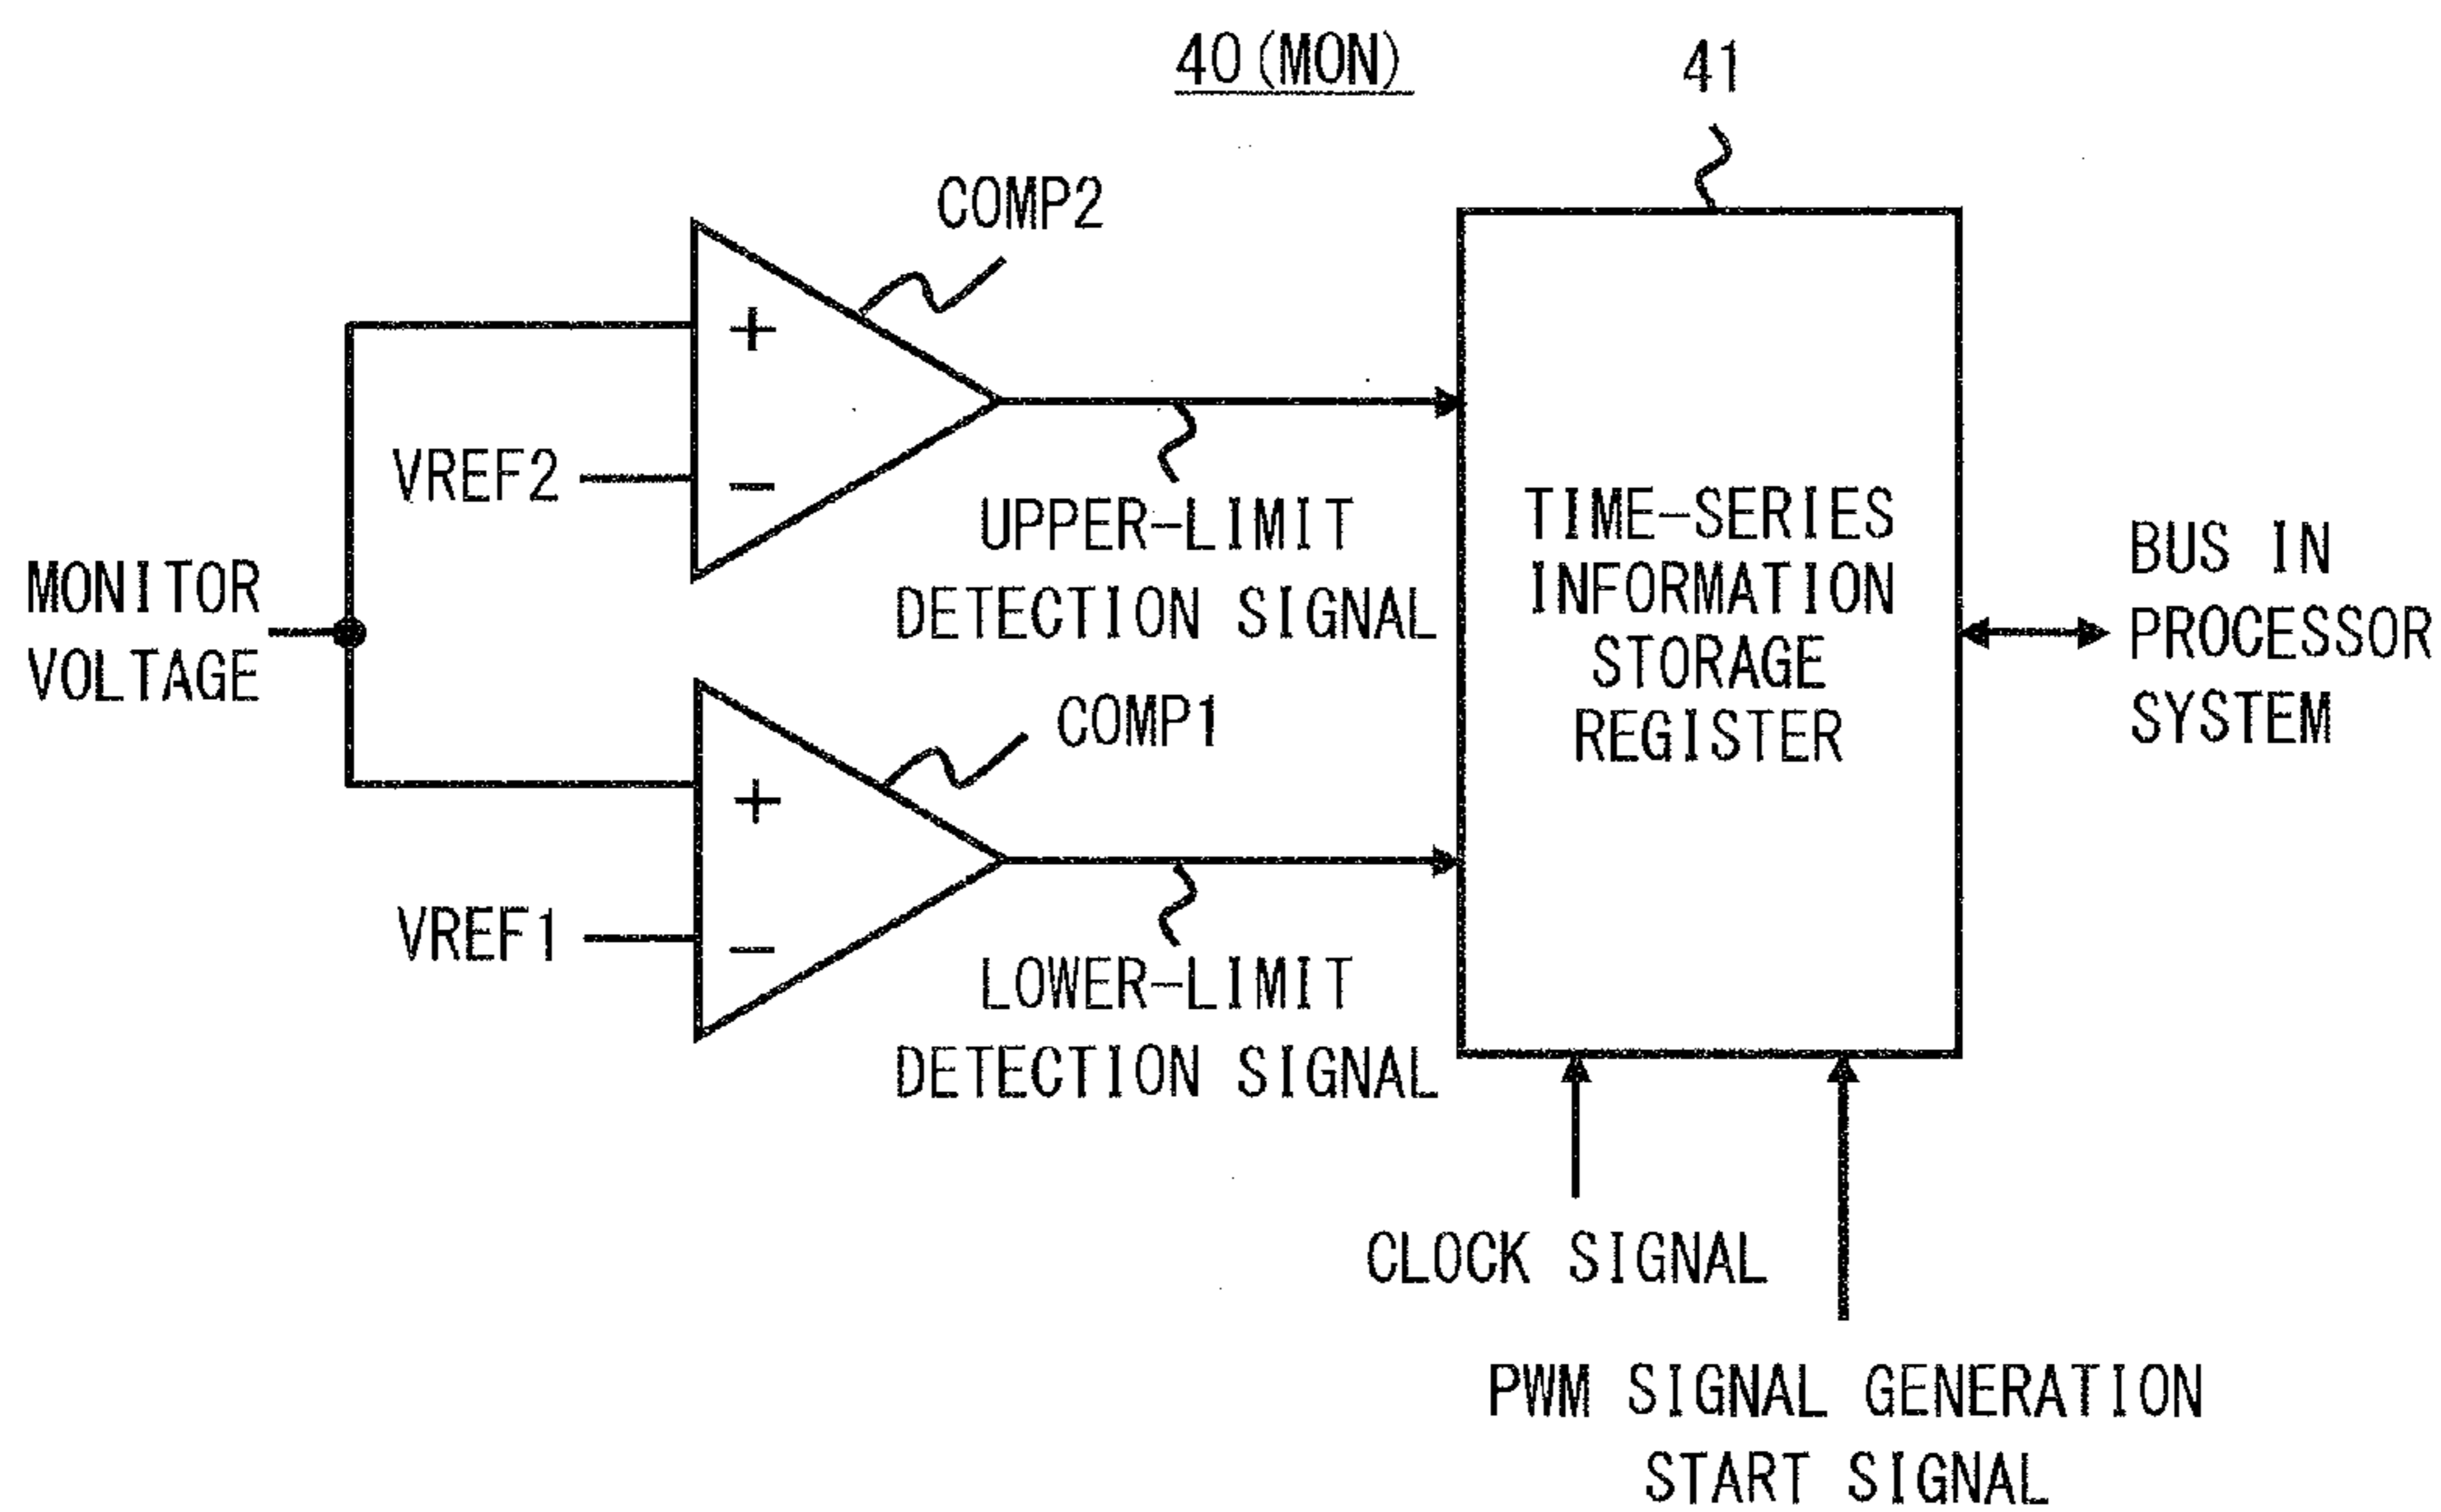 40(MON)
41
COMP2
+
VREF2
−
UPPER-LIMIT
DETECTION SIGNAL
MONITOR
VOLTAGE
COMP1
+
VREF1
−
LOWER-LIMIT
DETECTION SIGNAL
TIME-SERIES
INFORMATION
STORAGE
REGISTER
BUS IN
PROCESSOR
SYSTEM
CLOCK SIGNAL
PWM SIGNAL GENERATION
START SIGNAL